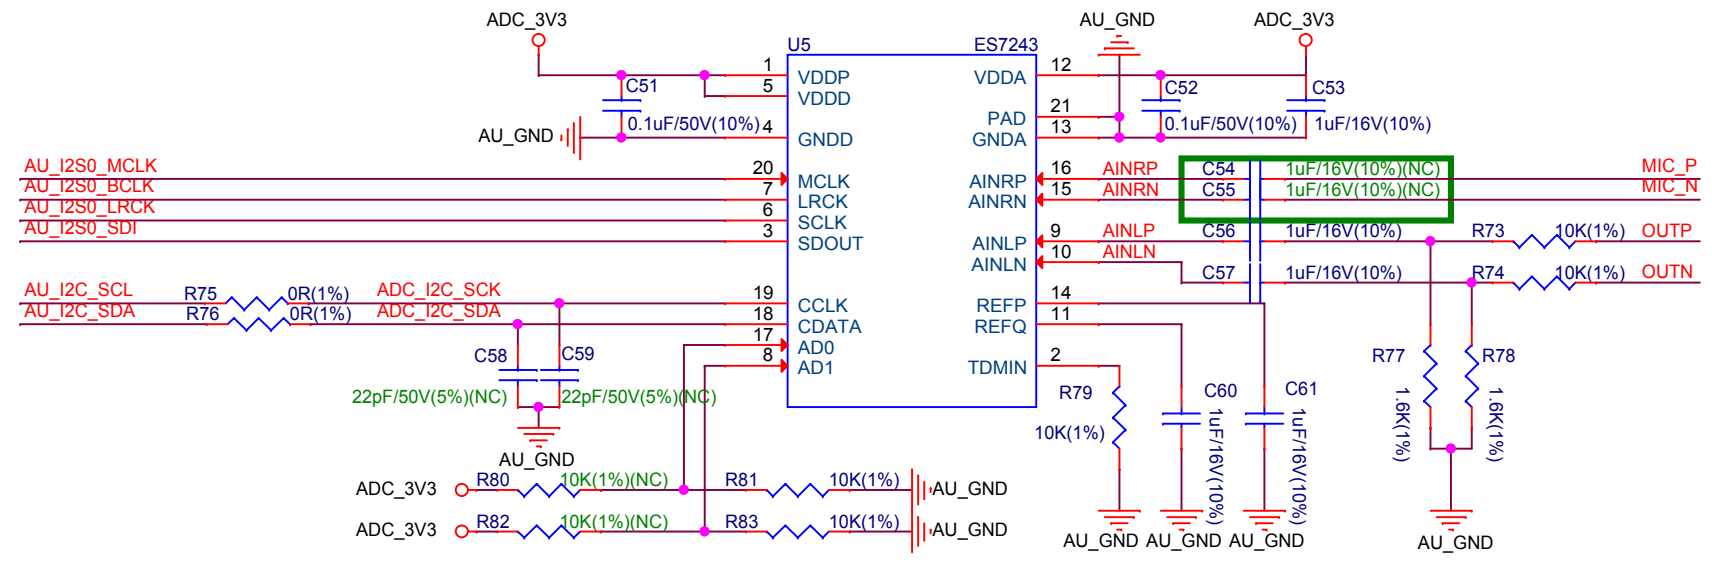 ADC_3V3
AU_GND
ADC_3V3
U5
ES7243
1
VDDP
VDDA
12
5
VDDD
C51
C52
C53
21
PAD
AU_GND
0.1uF/50V(10%)
4
GNDD
GNDA
13
0.1uF/50V(10%)
1uF/16V(10%)
AU_I2S0_MCLK
20
MCLK
AINRP
16
AINRP
C54
1uF/16V(10%)(NC)
MIC_P
AU_I2S0_BCLK
7
LRCK
AINRN
15
AINRN
C55
1uF/16V(10%)(NC)
MIC_N
AU_I2S0_LRCK
6
SCLK
AU_I2S0_SDI
3
SDOUT
AINLP
9
AINLP
C56
1uF/16V(10%)
R73
10K(1%)
OUTP
AINLN
10
AINLN
C57
1uF/16V(10%)
R74
10K(1%)
OUTN
AU_I2C_SCL
R75
0R(1%)
ADC_I2C_SCK
19
CCLK
REFP
14
AU_I2C_SDA
R76
0R(1%)
ADC_I2C_SDA
18
CDATA
REFQ
11
17
AD0
8
AD1
TDMIN
2
C58
C59
22pF/50V(5%)(NC)
22pF/50V(5%)(NC)
AU_GND
R79
10K(1%)
C60
1uF/16V(10%)
C61
1uF/16V(10%)
R77
1.6K(1%)
R78
1.6K(1%)
ADC_3V3
R80
10K(1%)(NC)
R81
10K(1%)
AU_GND
ADC_3V3
R82
10K(1%)(NC)
R83
10K(1%)
AU_GND
AU_GND
AU_GND
AU_GND
AU_GND